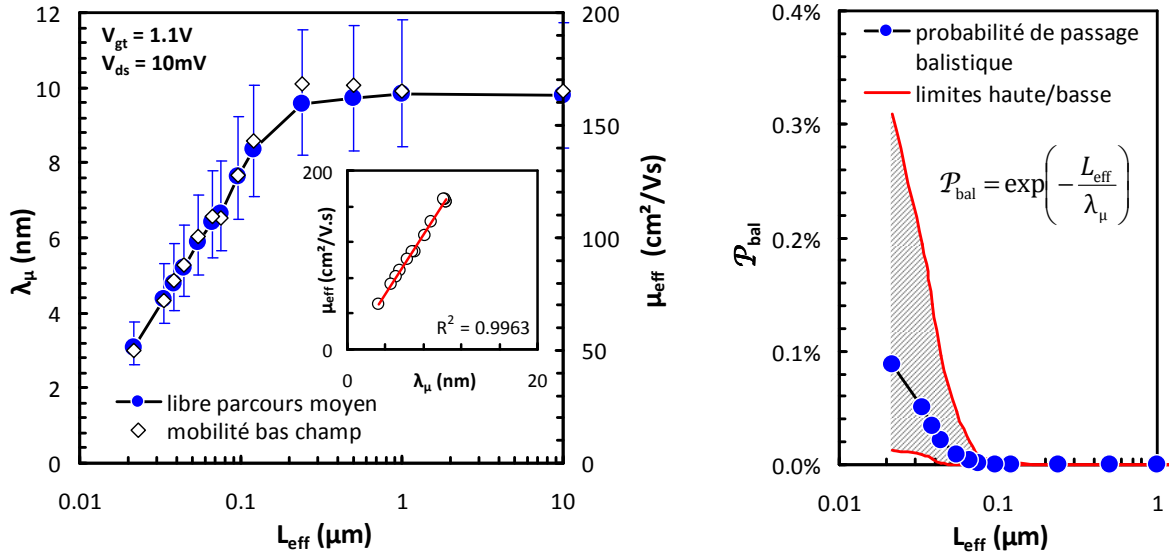 V_gt = 1.1V
V_ds = 10mV
12
10
8
6
4
2
0
λ_μ (nm)
200
150
100
50
0
μ_eff (cm²/Vs)
0.01
0.1
1
10
L_eff (μm)
libre parcours moyen
mobilité bas champ
200
0
μ_eff (cm²/V.s)
R² = 0.9963
0
20
λ_μ (nm)
0.4%
0.3%
0.2%
0.1%
0.0%
𝒫_bal
probabilité de passage
balistique
limites haute/basse
𝒫_bal = exp(-L_eff/λ_μ)
0.01
0.1
1
L_eff (μm)